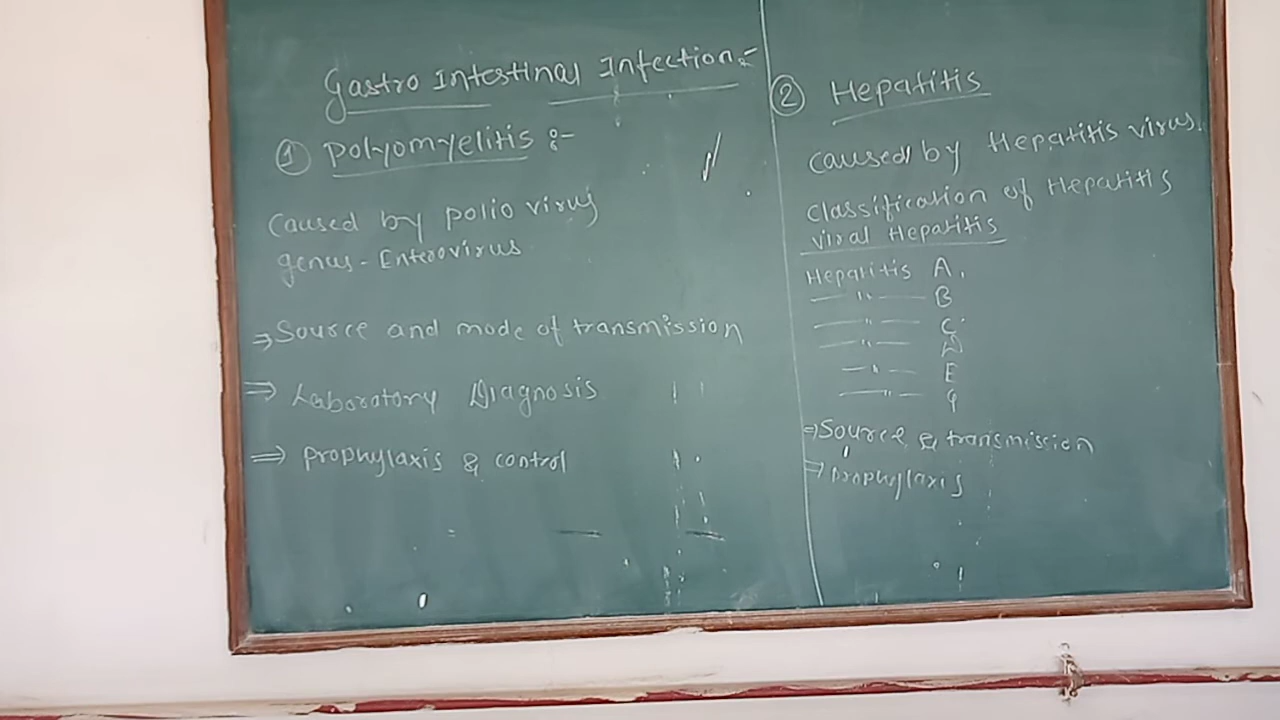 Gastro Intestinal Infection:-
① Polyomyelitis :-
Caused by polio virus
genus - Enterovirus
⇒ Source and mode of transmission
⇒ Laboratory Diagnosis
⇒ prophylaxis & control
② Hepatitis
caused by Hepatitis virus.
classification of Hepatitis
viral Hepatitis
Hepatitis A.
—— " —— B
—— " —— C
—— " —— D
—— " —— E
—— " —— G
⇒ Source & transmission
⇒ prophylaxis